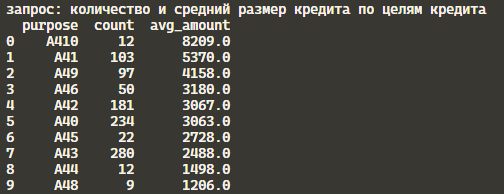 запрос: количество и средний размер кредита по целям кредита
purpose count avg_amount
0 A410 12 8209.0
1 A41 103 5370.0
2 A49 97 4158.0
3 A46 50 3180.0
4 A42 181 3067.0
5 A40 234 3063.0
6 A45 22 2728.0
7 A43 280 2488.0
8 A44 12 1498.0
9 A48 9 1206.0